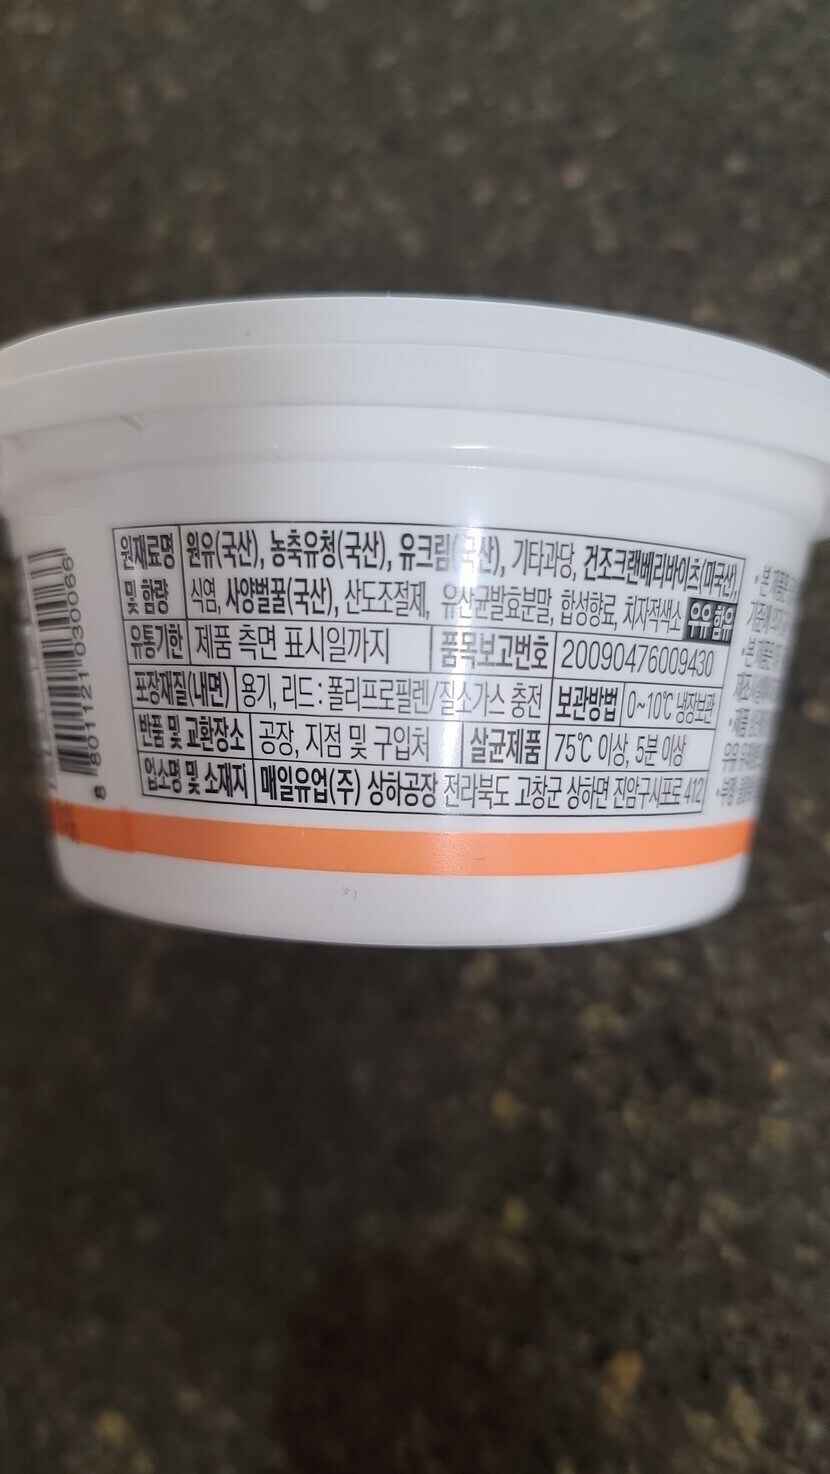 원재료명 및 함량 원유(국산), 농축유청(국산), 유크림(국산), 기타과당, 건조크랜베리바이츠(미국산),
식염, 사양벌꿀(국산), 산도조절제, 유산균발효분말, 합성향료, 치자적색소 우유 함유
유통기한 제품 측면 표시일까지 품목보고번호 20090476009430
포장재질(내면) 용기, 리드 : 폴리프로필렌/질소가스 충전 보관방법 0~10℃ 냉장보관
반품 및 교환장소 공장, 지점 및 구입처 살균제품 75℃ 이상, 5분 이상
업소명 및 소재지 매일유업(주) 상하공장 전라북도 고창군 상하면 진암구시포로 412
8 801121 030066